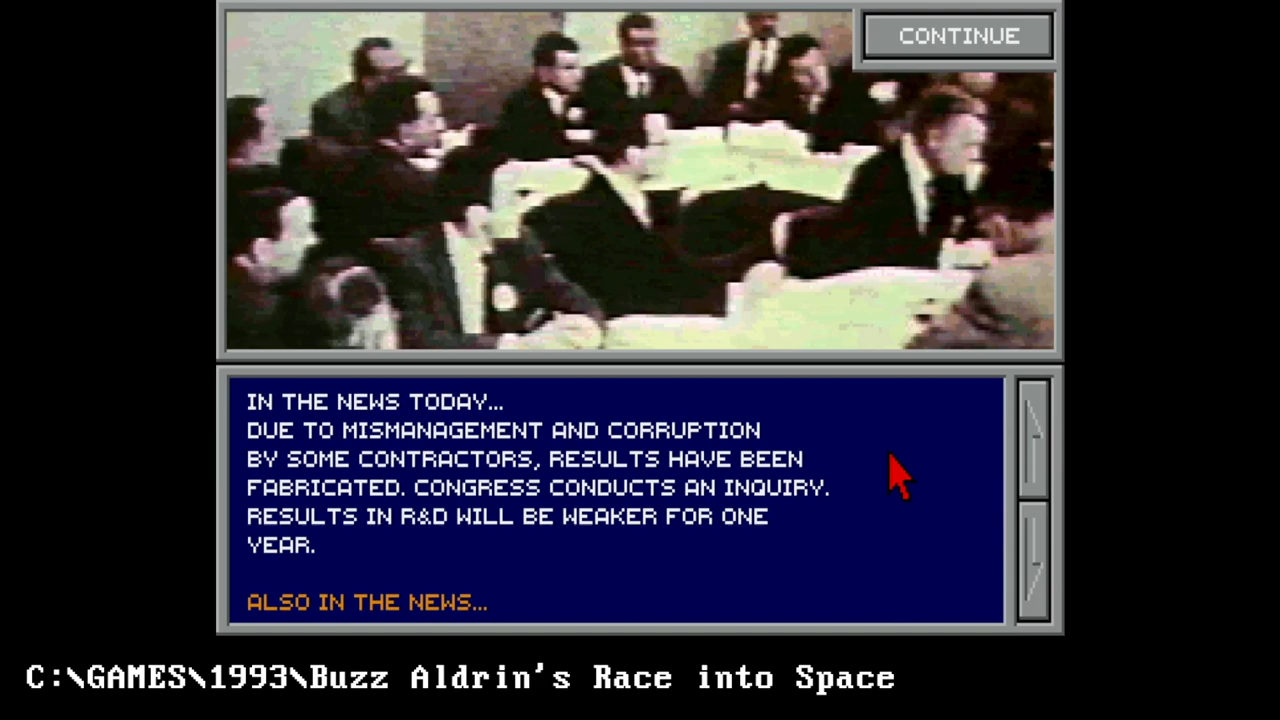 CONTINUE
IN THE NEWS TODAY...
DUE TO MISMANAGEMENT AND CORRUPTION
BY SOME CONTRACTORS, RESULTS HAVE BEEN
FABRICATED. CONGRESS CONDUCTS AN INQUIRY.
RESULTS IN R&D WILL BE WEAKER FOR ONE
YEAR.
ALSO IN THE NEWS...
C:\GAMES\1993\Buzz Aldrin's Race into Space